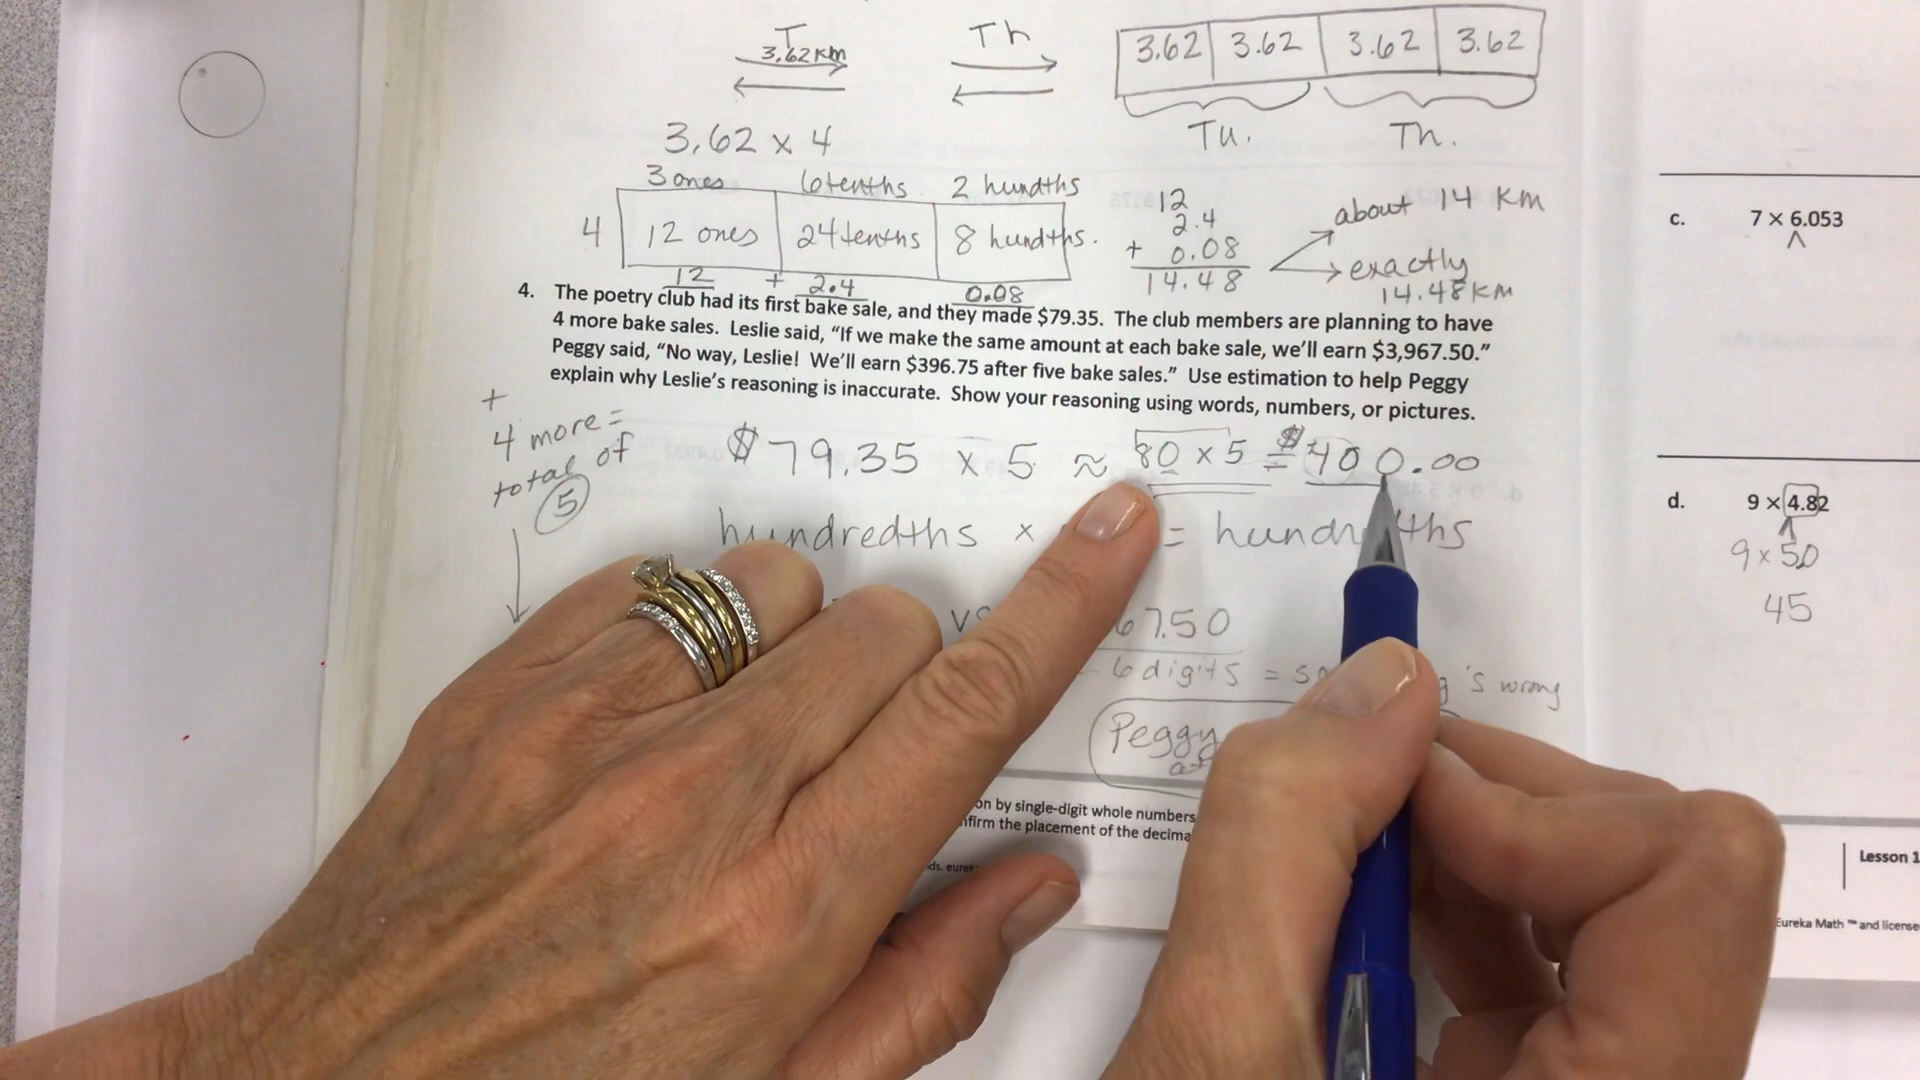 T Th
3.62 km
3.62 3.62 3.62 3.62
Tu. Th.
3.62 x 4
3 ones 6 tenths 2 hundths
4 12 ones 24 tenths 8 hundths.
12 + 2.4 0.08
12
2.4
+ 0.08
14.48
about 14 km
exactly
14.48 km
4. The poetry club had its first bake sale, and they made $79.35. The club members are planning to have
4 more bake sales. Leslie said, “If we make the same amount at each bake sale, we’ll earn $3,967.50.”
Peggy said, “No way, Leslie! We’ll earn $396.75 after five bake sales.” Use estimation to help Peggy
explain why Leslie’s reasoning is inaccurate. Show your reasoning using words, numbers, or pictures.
+
4 more =
total of
5
$79.35 x 5 ≈ 80 x 5 = $400.00
hundredths x = hundredths
vs 67.50
6 digits = 's wrong
Peggy
on by single-digit whole numbers
nfirm the placement of the decima
ds. eurek
c. 7 × 6.053
d. 9 × 4.82
9 x 5.0
45
Lesson 1
Eureka Math ™ and license